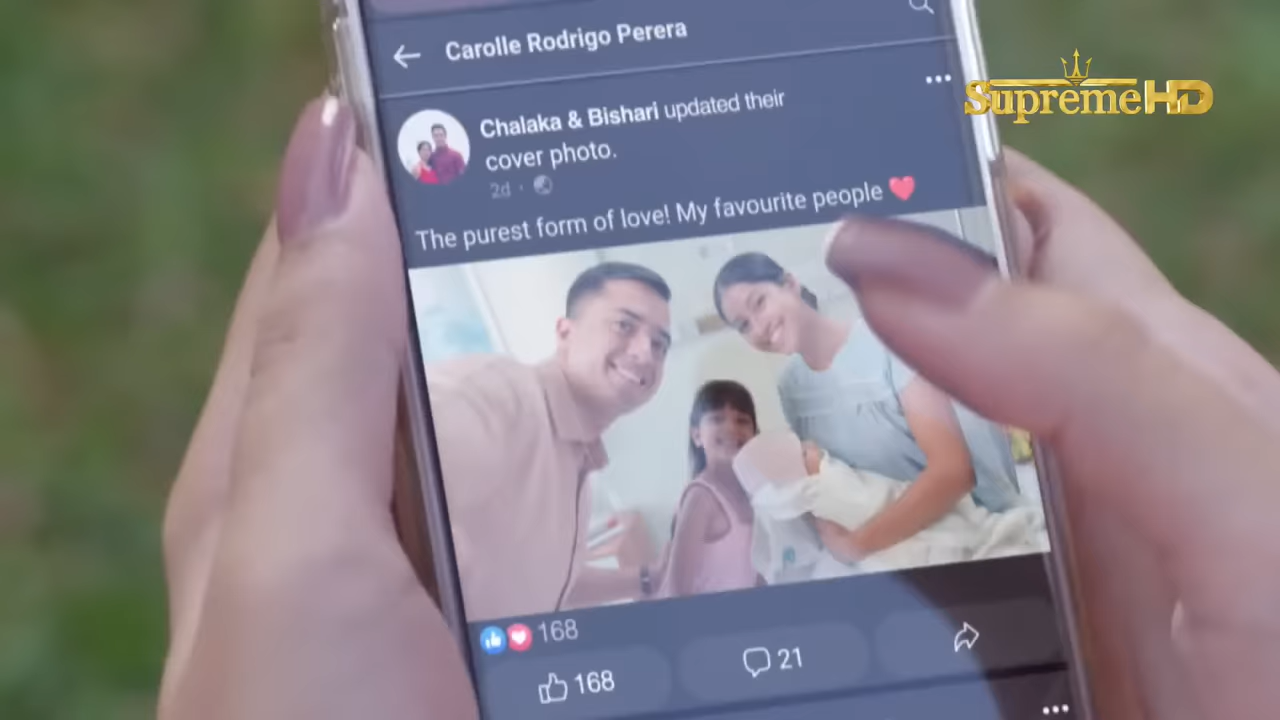 Carolle Rodrigo Perera
SupremeHD
Chalaka & Bishari updated their
cover photo.
2d
The purest form of love! My favourite people ❤️
168
168
21